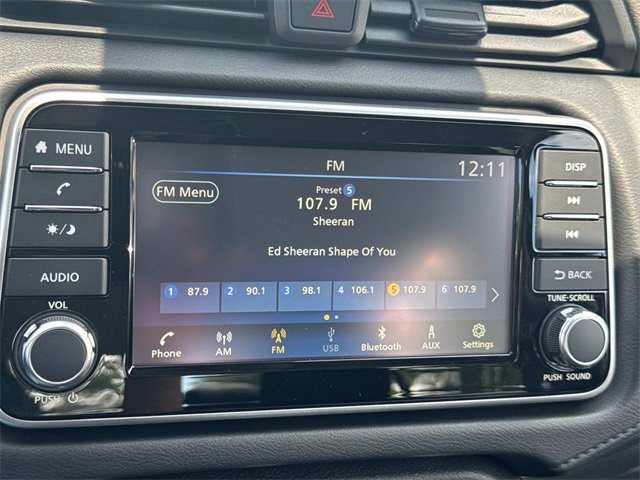 MENU
AUDIO
VOL
PUSH
FM
12:11
FM Menu
Preset 5
107.9 FM
Sheeran
Ed Sheeran Shape Of You
1 87.9 2 90.1 3 98.1 4 106.1 5 107.9 6 107.9
Phone AM FM USB Bluetooth AUX Settings
DISP
BACK
TUNE·SCROLL
PUSH SOUND